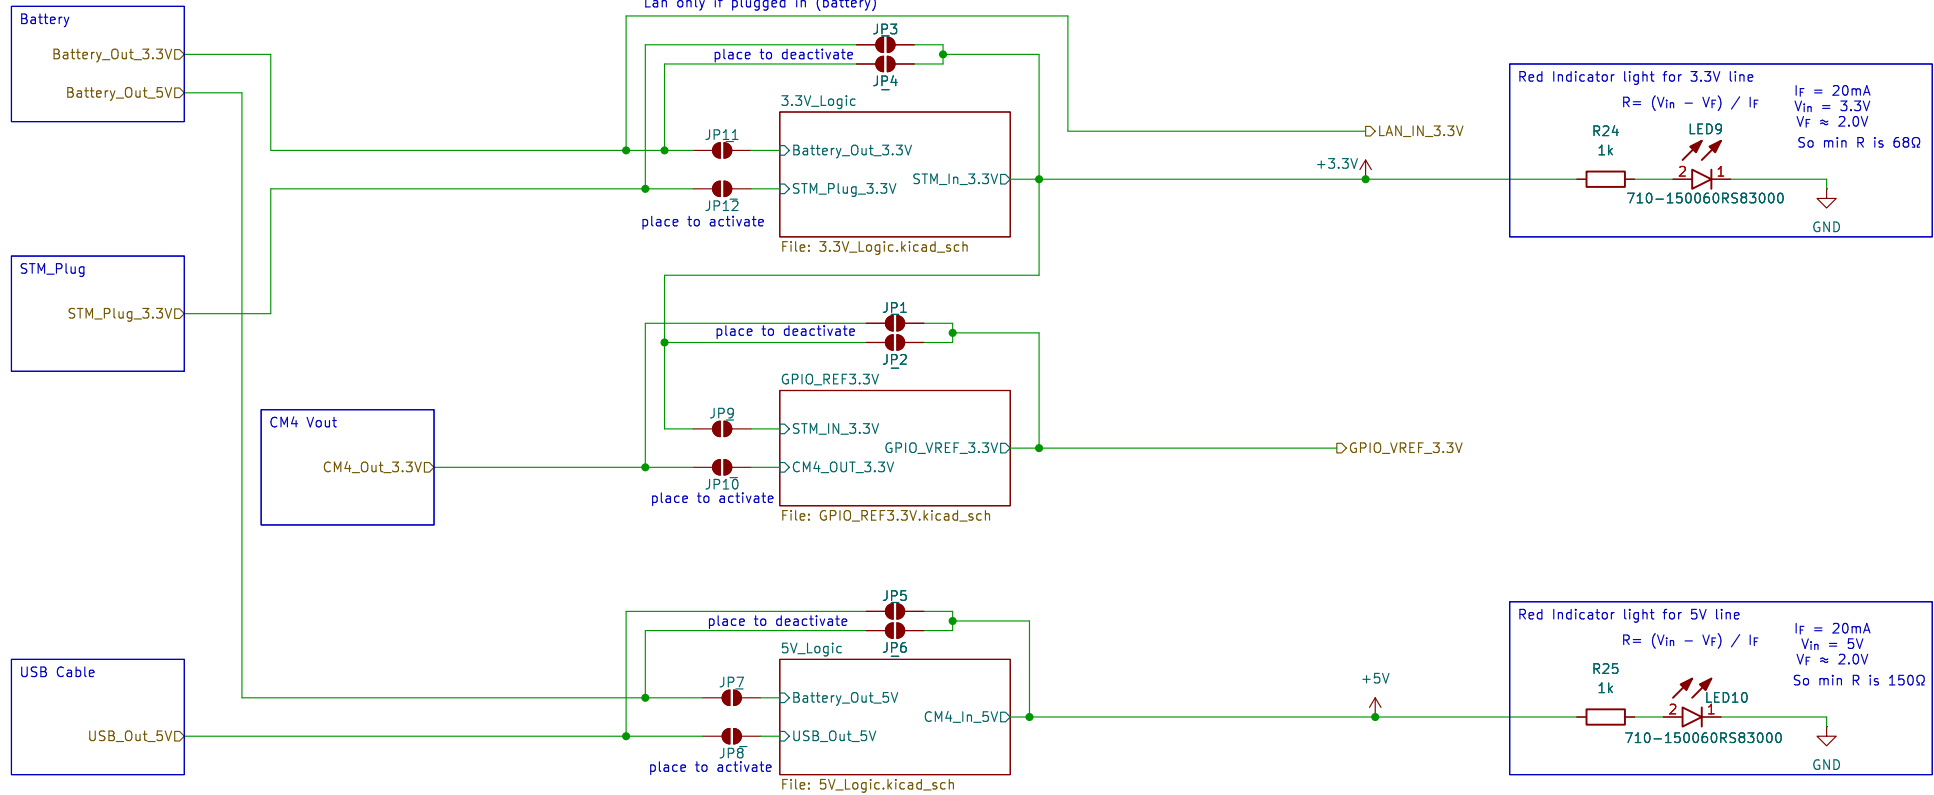 Lan only if plugged in (battery)
Battery
Battery_Out_3.3V
Battery_Out_5V
JP3
place to deactivate
JP4
3.3V_Logic
JP11
Battery_Out_3.3V
STM_Plug_3.3V
STM_In_3.3V
JP12
place to activate
File: 3.3V_Logic.kicad_sch
LAN_IN_3.3V
+3.3V
Red Indicator light for 3.3V line
R= (Vin - VF) / IF
IF = 20mA
Vin = 3.3V
VF ≈ 2.0V
So min R is 68Ω
R24
1k
LED9
2
1
710-150060RS83000
GND
STM_Plug
STM_Plug_3.3V
JP1
place to deactivate
JP2
GPIO_REF3.3V
JP9
STM_IN_3.3V
GPIO_VREF_3.3V
CM4_OUT_3.3V
JP10
place to activate
File: GPIO_REF3.3V.kicad_sch
GPIO_VREF_3.3V
CM4 Vout
CM4_Out_3.3V
JP5
place to deactivate
JP6
5V_Logic
JP7
Battery_Out_5V
CM4_In_5V
USB_Out_5V
JP8
place to activate
File: 5V_Logic.kicad_sch
USB Cable
USB_Out_5V
+5V
Red Indicator light for 5V line
R= (Vin - VF) / IF
IF = 20mA
Vin = 5V
VF ≈ 2.0V
So min R is 150Ω
R25
1k
LED10
2
1
710-150060RS83000
GND